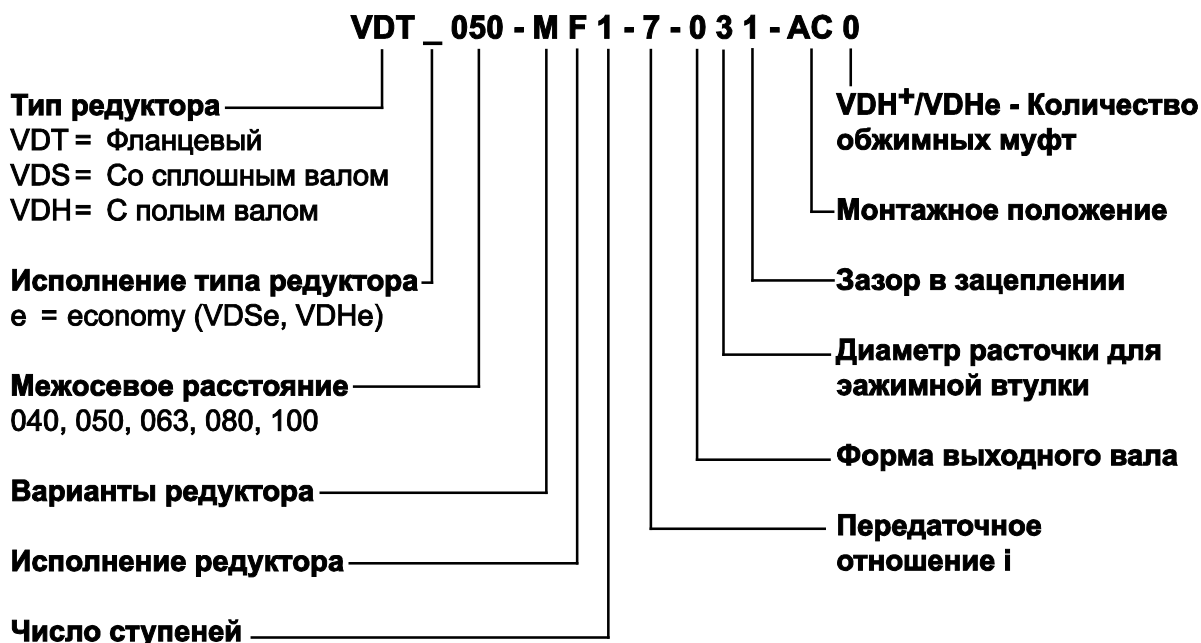 VDT _ 050 - M F 1 - 7 - 0 3 1 - AC 0
Тип редуктора
VDT = Фланцевый
VDS = Со сплошным валом
VDH = С полым валом
Исполнение типа редуктора
e = economy (VDSe, VDHe)
Межосевое расстояние
040, 050, 063, 080, 100
Варианты редуктора
Исполнение редуктора
Число ступеней
VDH+/VDHe - Количество
обжимных муфт
Монтажное положение
Зазор в зацеплении
Диаметр расточки для
эажимной втулки
Форма выходного вала
Передаточное
отношение i